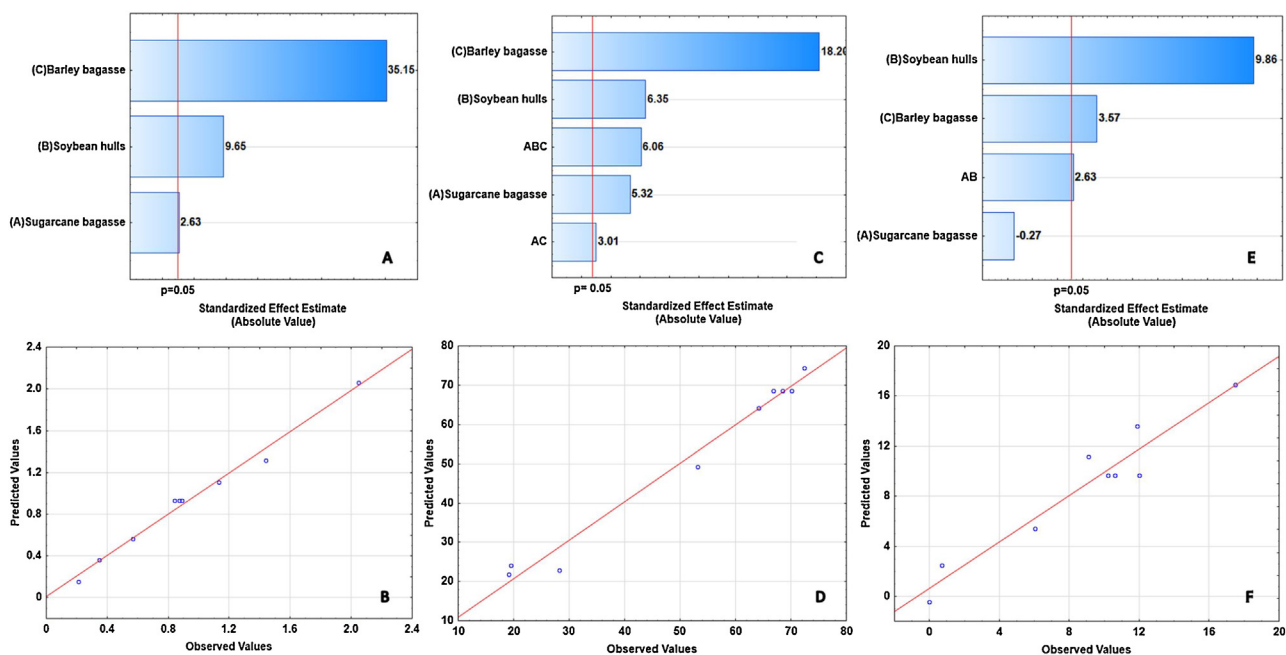 (C)Barley bagasse
35.15
(B)Soybean hulls
9.65
(A)Sugarcane bagasse
2.63
A
p=0.05
Standardized Effect Estimate
(Absolute Value)
(C)Barley bagasse
18.20
(B)Soybean hulls
6.35
ABC
6.06
(A)Sugarcane bagasse
5.32
AC
3.01
C
p= 0.05
Standardized Effect Estimate
(Absolute Value)
(B)Soybean hulls
9.86
(C)Barley bagasse
3.57
AB
2.63
(A)Sugarcane bagasse
-0.27
E
p=0.05
Standardized Effect Estimate
(Absolute Value)
Predicted Values
2.4
2.0
1.6
1.2
0.8
0.4
0
B
0 0.4 0.8 1.2 1.6 2.0 2.4
Observed Values
Predicted Values
80
70
60
50
40
30
20
10
D
10 20 30 40 50 60 70 80
Observed Values
Predicted Values
20
16
12
8
4
0
F
0 4 8 12 16 20
Observed Values